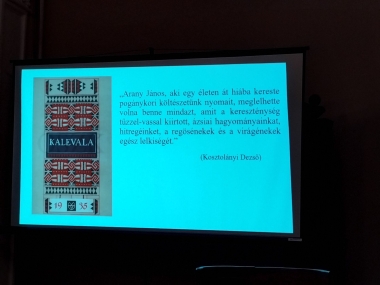 „Arany János, aki egy életen át hiába kereste
pogánykori költészetünk nyomait, meglelhette
volna benne mindazt, amit a kereszténység
tűzzel-vassal kiirtott, ázsiai hagyományainkat,
hitregéinket, a regősénekek és a virágénekek
egész lelkiségét.”
(Kosztolányi Dezső)
KALEVALA
19 35